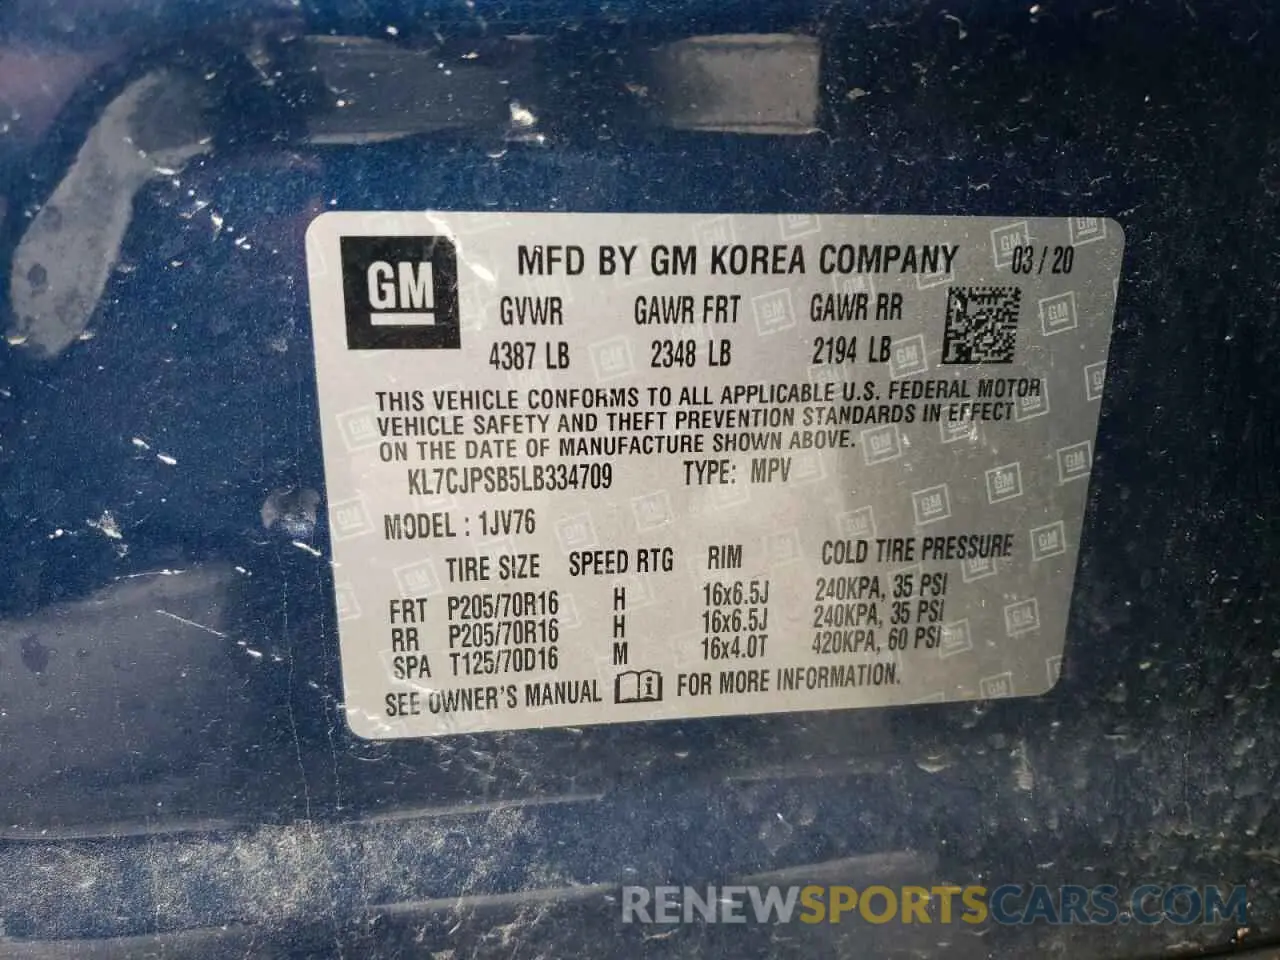 GM
MFD BY GM KOREA COMPANY 03 / 20
GVWR GAWR FRT GAWR RR
4387 LB 2348 LB 2194 LB
THIS VEHICLE CONFORMS TO ALL APPLICABLE U.S. FEDERAL MOTOR
VEHICLE SAFETY AND THEFT PREVENTION STANDARDS IN EFFECT
ON THE DATE OF MANUFACTURE SHOWN ABOVE.
KL7CJPSB5LB334709 TYPE: MPV
MODEL : 1JV76
TIRE SIZE SPEED RTG RIM COLD TIRE PRESSURE
FRT P205/70R16 H 16x6.5J 240KPA, 35 PSI
RR P205/70R16 H 16x6.5J 240KPA, 35 PSI
SPA T125/70D16 M 16x4.0T 420KPA, 60 PSI
SEE OWNER'S MANUAL FOR MORE INFORMATION.
RENEWSPORTSCARS.COM